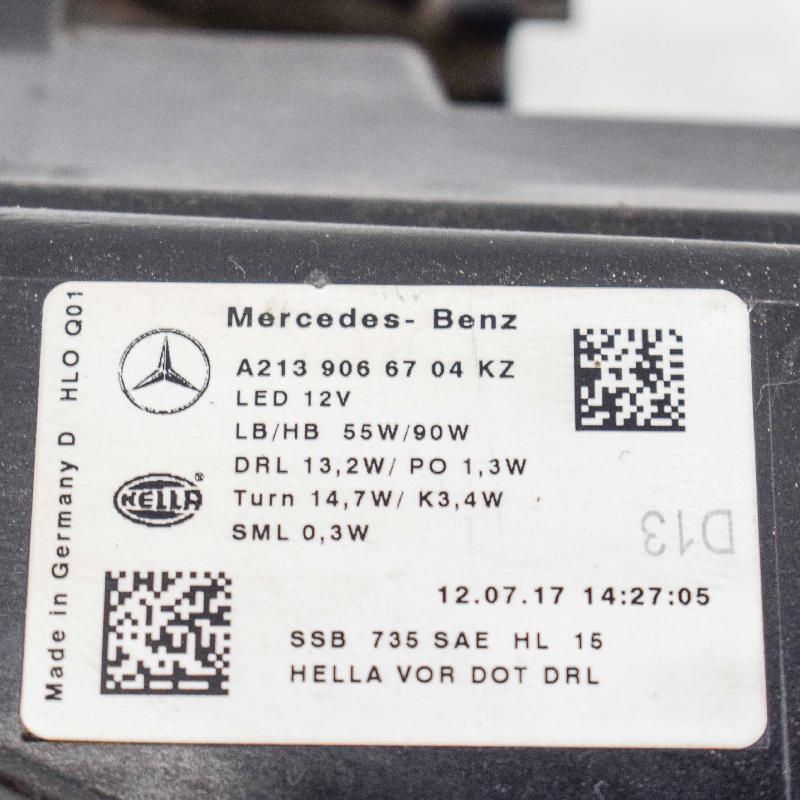 Mercedes- Benz
A213 906 67 04 KZ
LED 12V
LB/HB 55W/90W
DRL 13,2W/ PO 1,3W
Turn 14,7W/ K3,4W
SML 0,3W
HELLA
D13
12.07.17 14:27:05
SSB 735 SAE HL 15
HELLA VOR DOT DRL
Made in Germany D HLO Q01